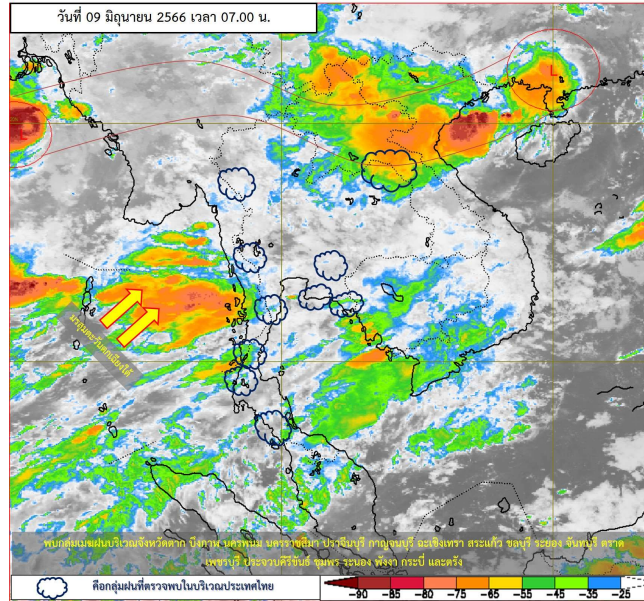 วันที่ 09 มิถุนายน 2566 เวลา 07.00 น.
L
มรสุมตะวันตกเฉียงใต้
พบกลุ่มเมฆฝนบริเวณจังหวัดตาก บึงกาฬ นครพนม นครราชสีมา ปราจีนบุรี กาญจนบุรี ฉะเชิงเทรา สระแก้ว ชลบุรี ระยอง จันทบุรี ตราด
เพชรบุรี ประจวบคีรีขันธ์ ชุมพร ระนอง พังงา กระบี่ และตรัง
คือกลุ่มฝนที่ตรวจพบในบริเวณประเทศไทย
-90 -85 -80 -75 -65 -55 -45 -35 -25